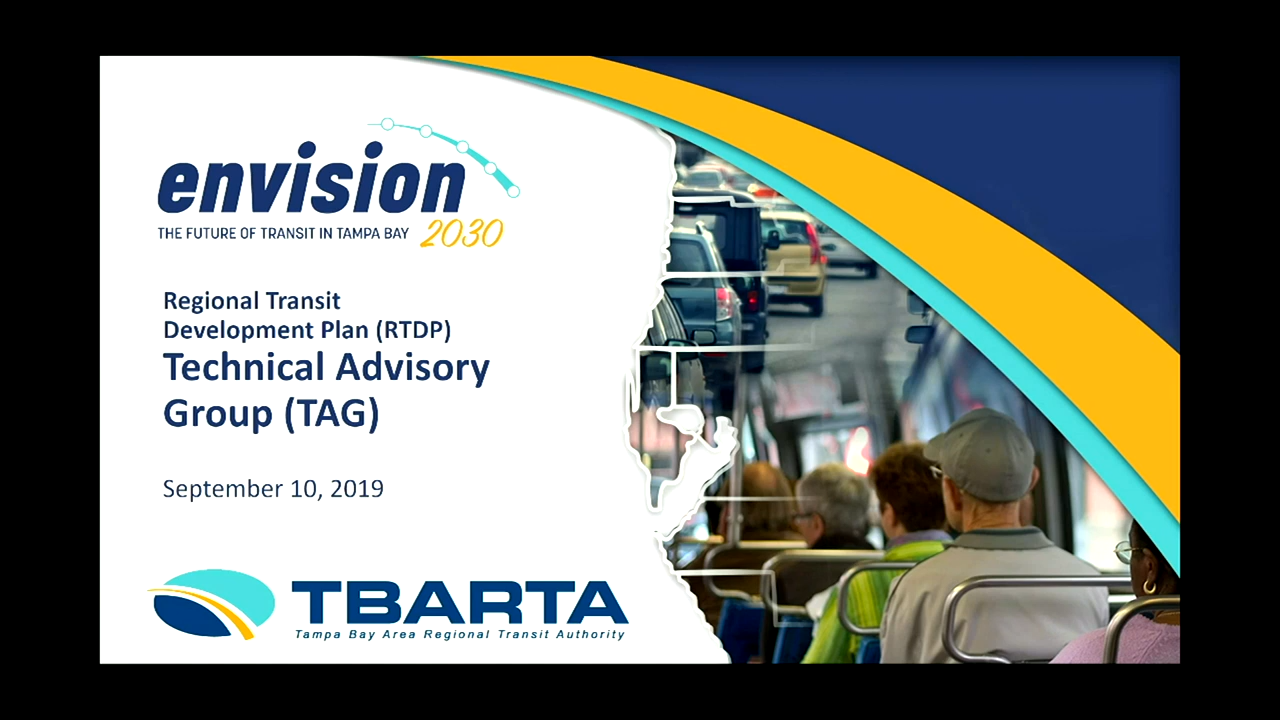 envision
THE FUTURE OF TRANSIT IN TAMPA BAY 2030
Regional Transit
Development Plan (RTDP)
Technical Advisory
Group (TAG)
September 10, 2019
TBARTA
Tampa Bay Area Regional Transit Authority